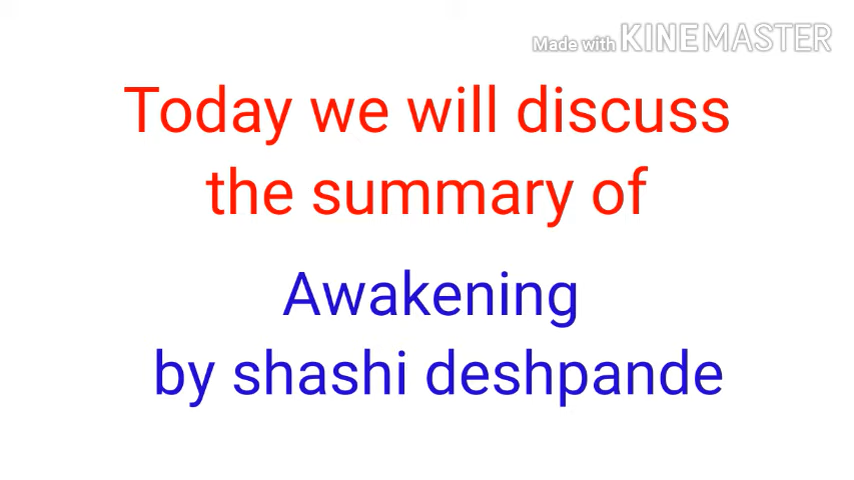 Made with KINEMASTER
Today we will discuss
the summary of
Awakening
by shashi deshpande